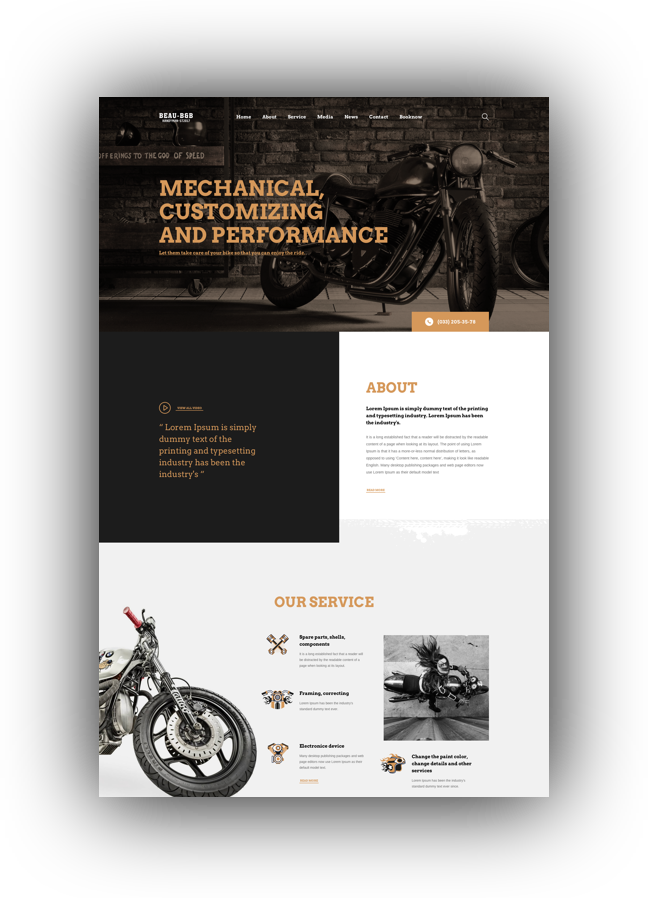 BEAU-B&B
Home About Service Media News Contact Booknow
OFFERINGS TO THE GOD OF SPEED
MECHANICAL,
CUSTOMIZING
AND PERFORMANCE
Let them take care of your bike so that you can enjoy the ride.
(020) 200-35-79
VIEW ALL VIDEO
“ Lorem Ipsum is simply
dummy text of the
printing and typesetting
industry has been the
industry's ”
ABOUT
Lorem Ipsum is simply dummy text of the printing
and typesetting industry. Lorem Ipsum has been
the industry's.
It is a long established fact that a reader will be distracted by the readable
content of a page when looking at its layout. The point of using Lorem
Ipsum is that it has a more-or-less normal distribution of letters, as
opposed to using 'Content here, content here', making it look like readable
English. Many desktop publishing packages and web page editors now
use Lorem Ipsum as their default model text
READ MORE
OUR SERVICE
Spare parts, shells,
components
It is a long established fact that a reader will
be distracted by the readable content of a
page when looking at its layout.
Framing, correcting
Lorem Ipsum has been the industry's
standard dummy text ever.
Electronics device
Many desktop publishing packages and web
page editors now use Lorem Ipsum as their
default model text
READ MORE
Change the paint color,
change details and other
services
Lorem Ipsum has been the industry's
standard dummy text ever since.